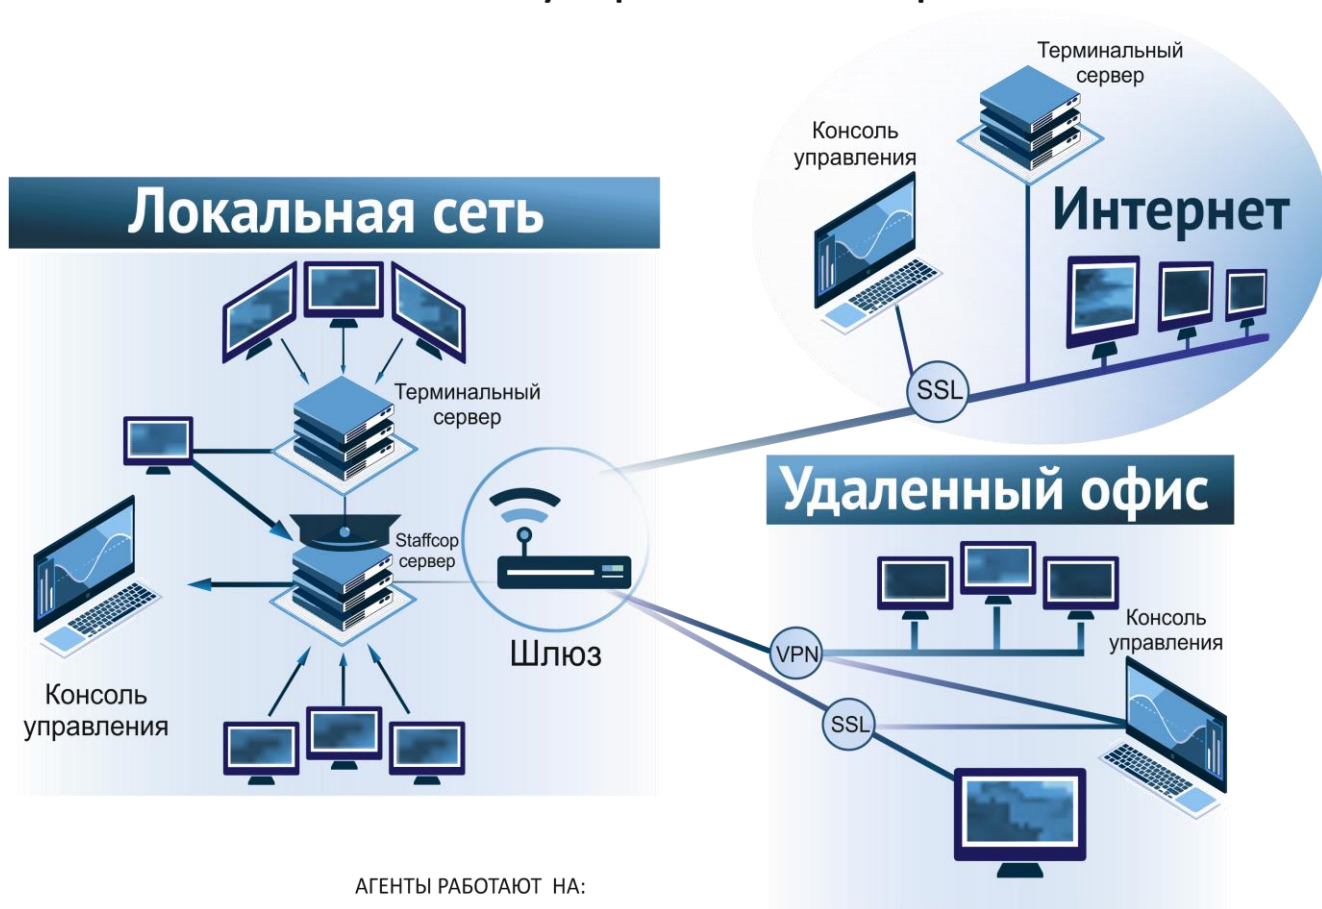 Терминальный
сервер
Консоль
управления
Интернет
SSL
Локальная сеть
Терминальный
сервер
Staffcop
сервер
Шлюз
Консоль
управления
Удаленный офис
VPN
SSL
Консоль
управления
АГЕНТЫ РАБОТАЮТ НА: